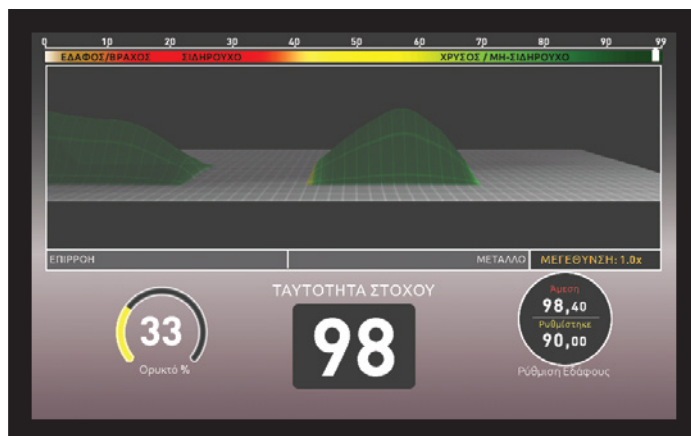 0 10 20 30 40 50 60 70 80 90 99
ΕΔΑΦΟΣ/ΒΡΑΧΟΣ ΣΙΔΗΡΟΥΧΟ ΧΡΥΣΟΣ / ΜΗ-ΣΙΔΗΡΟΥΧΟ
ΕΠΙΡΡΟΗ ΜΕΤΑΛΛΟ ΜΕΓΕΘΥΝΣΗ: 1.0x
ΤΑΥΤΟΤΗΤΑ ΣΤΟΧΟΥ
33
Ορυκτό %
98
Άμεση
98,40
Ρυθμίστηκε
90,00
Ρύθμιση Εδάφους